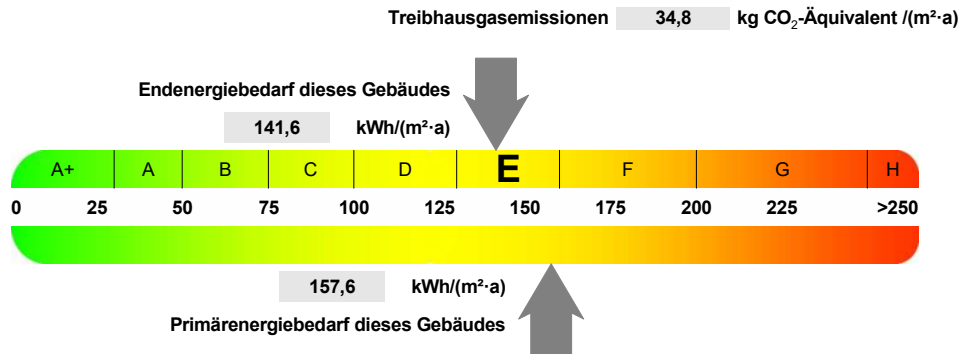 Treibhausgasemissionen 34,8 kg CO₂-Äquivalent /(m²·a)
Endenergiebedarf dieses Gebäudes
141,6 kWh/(m²·a)
A+ A B C D E F G H
0 25 50 75 100 125 150 175 200 225 >250
157,6 kWh/(m²·a)
Primärenergiebedarf dieses Gebäudes